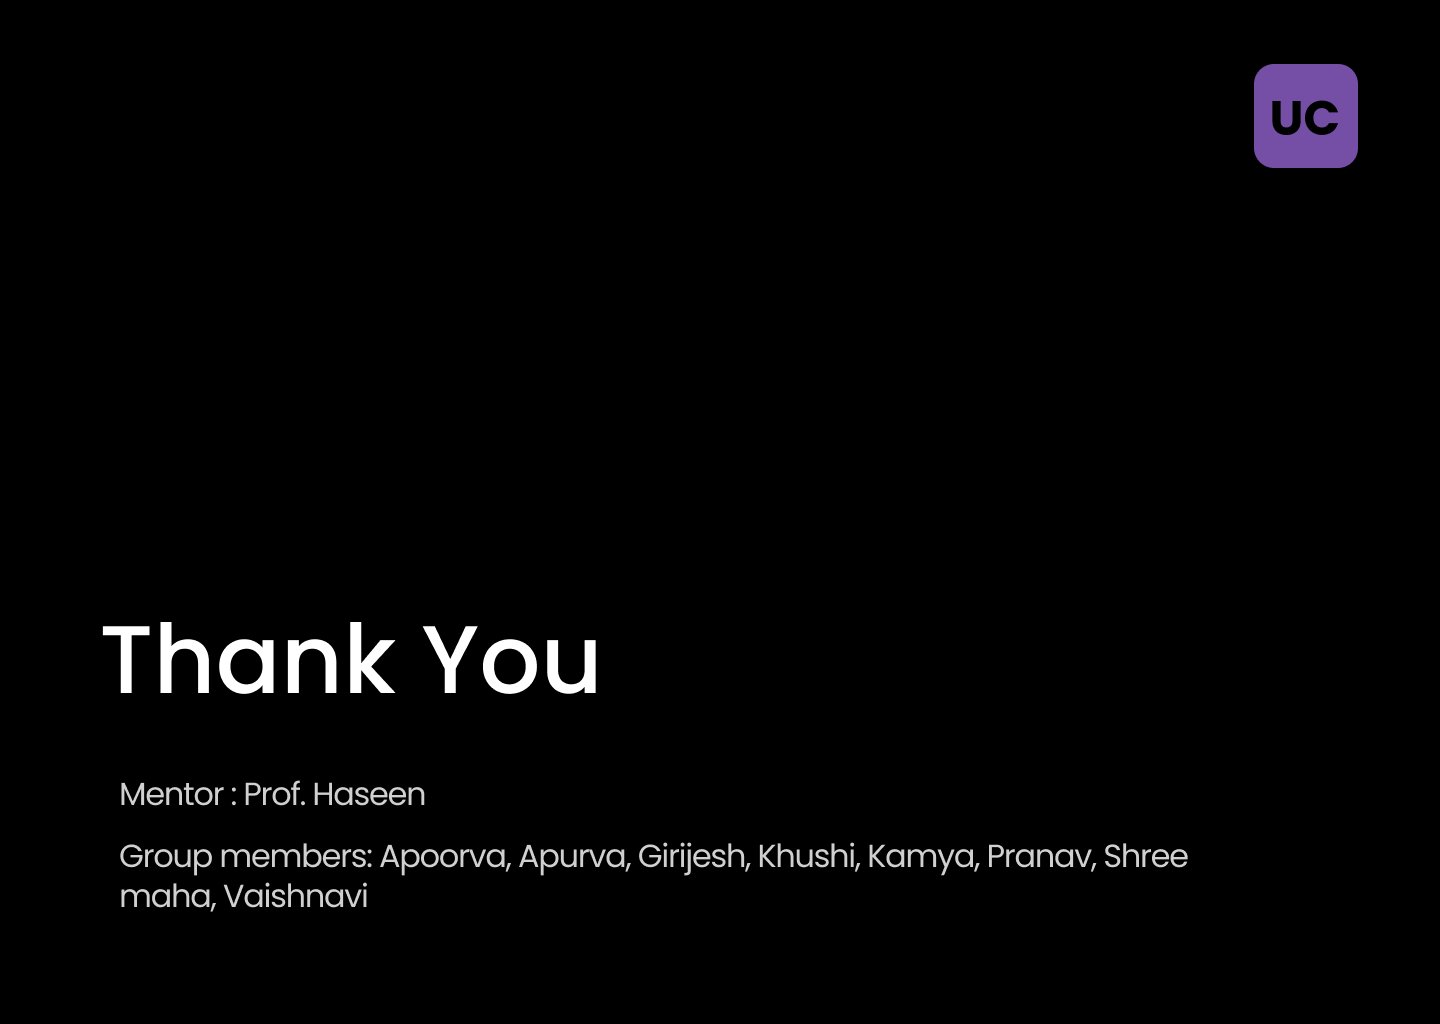 UC
Thank You
Mentor : Prof. Haseen
Group members: Apoorva, Apurva, Girijesh, Khushi, Kamya, Pranav, Shree
maha, Vaishnavi